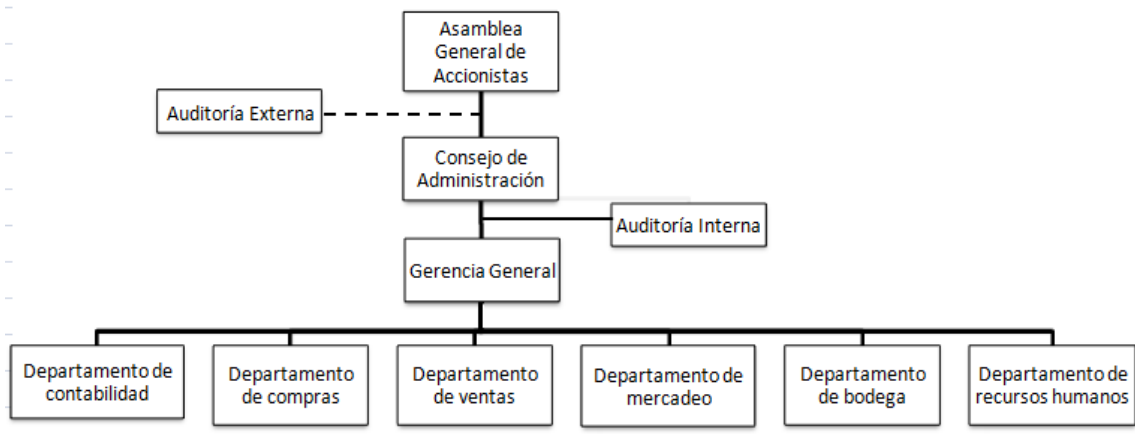 Asamblea
General de
Accionistas
Auditoría Externa
Consejo de
Administración
Auditoría Interna
Gerencia General
Departamento de
contabilidad
Departamento
de compras
Departamento
de ventas
Departamento de
mercadeo
Departamento
de bodega
Departamento de
recursos humanos